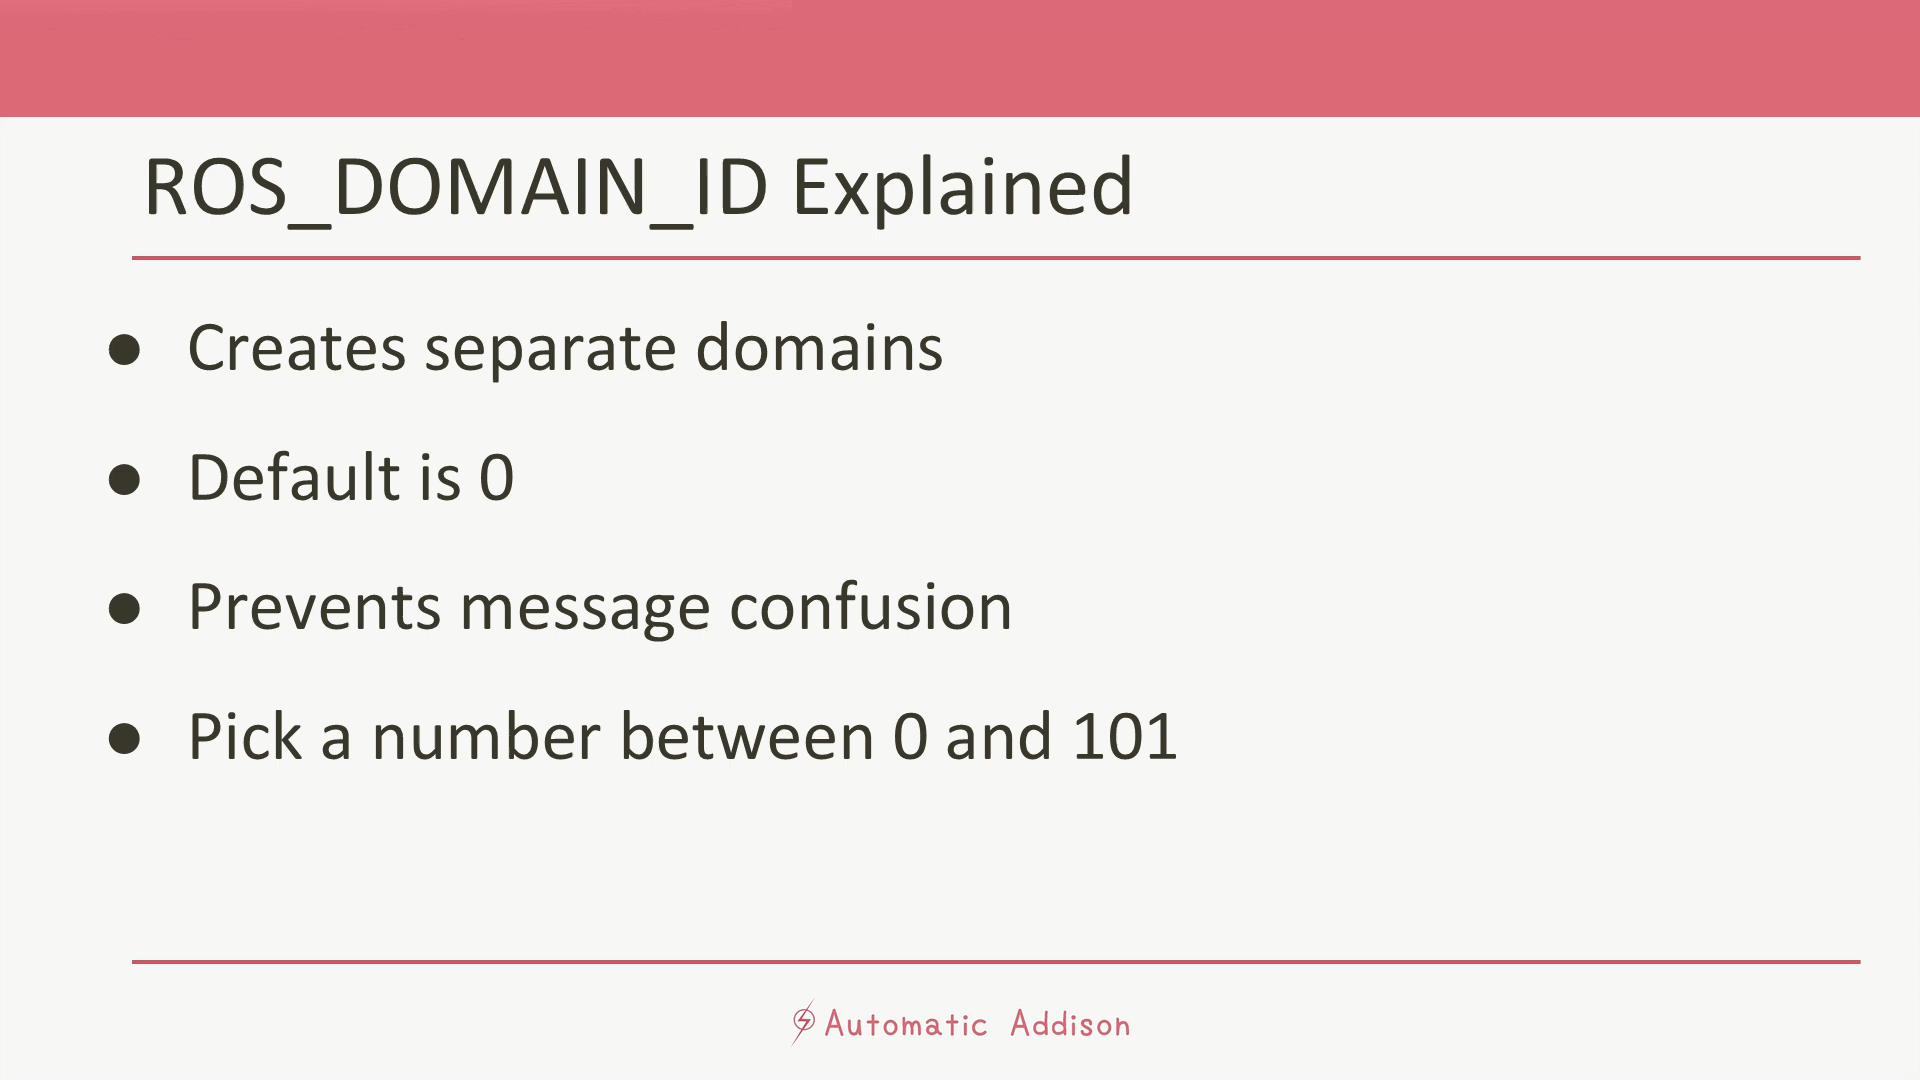 ROS_DOMAIN_ID Explained
● Creates separate domains
● Default is 0
● Prevents message confusion
● Pick a number between 0 and 101
Automatic Addison